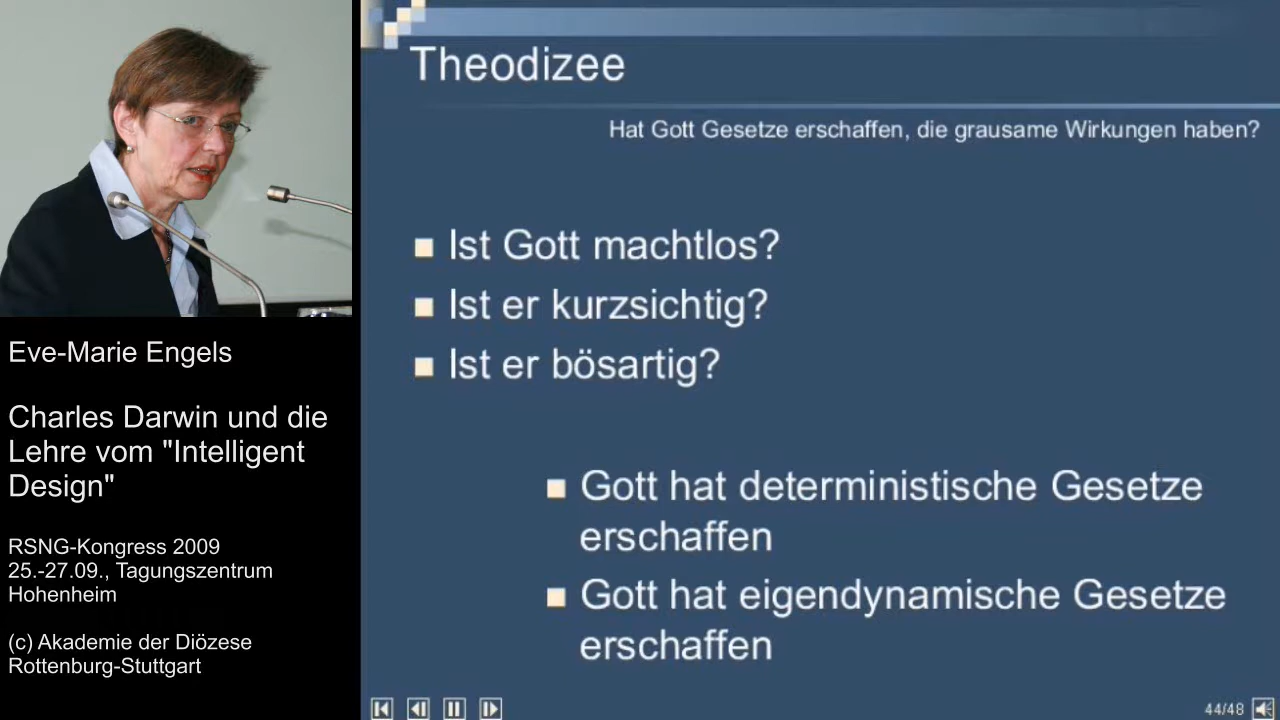 Eve-Marie Engels
Charles Darwin und die
Lehre vom "Intelligent
Design"
RSNG-Kongress 2009
25.-27.09., Tagungszentrum
Hohenheim
(c) Akademie der Diözese
Rottenburg-Stuttgart
Theodizee
Hat Gott Gesetze erschaffen, die grausame Wirkungen haben?
Ist Gott machtlos?
Ist er kurzsichtig?
Ist er bösartig?
Gott hat deterministische Gesetze
erschaffen
Gott hat eigendynamische Gesetze
erschaffen
44/48